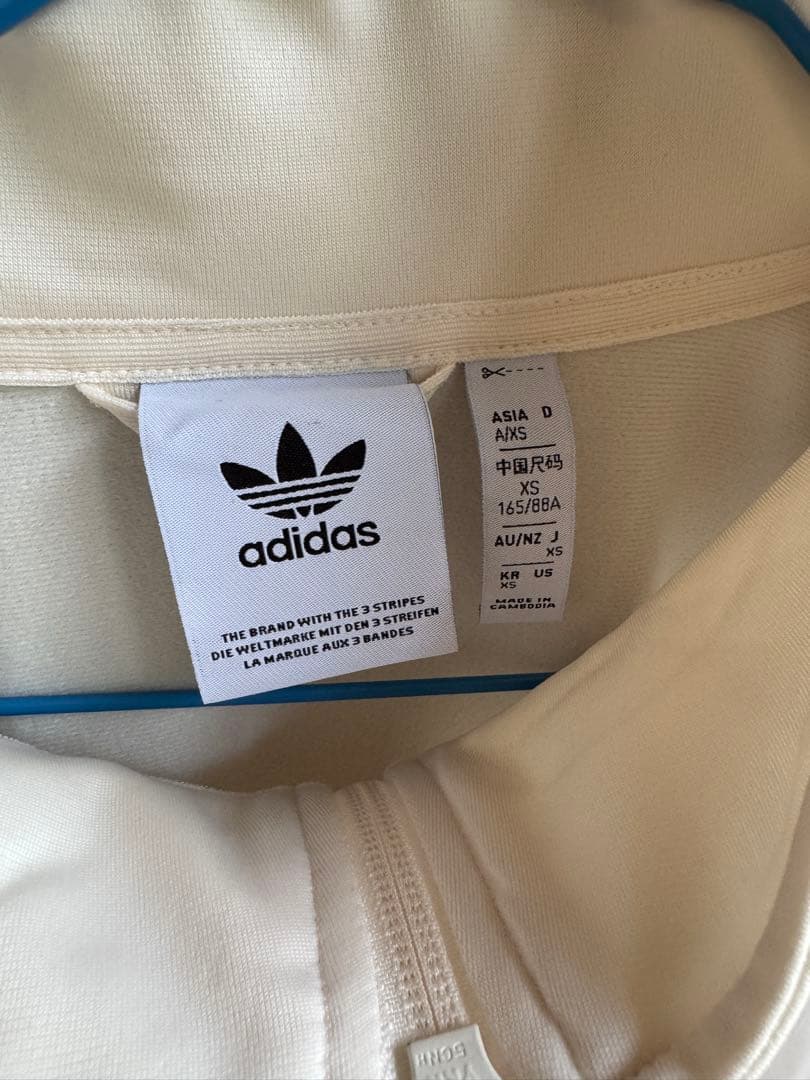 adidas
THE BRAND WITH THE 3 STRIPES
DIE WELTMARKE MIT DEN 3 STREIFEN
LA MARQUE AUX 3 BANDES
ASIA D
A/XS
中国尺码
XS
165/88A
AU/NZ J
XS
KR US
XS
MADE IN
CAMBODIA